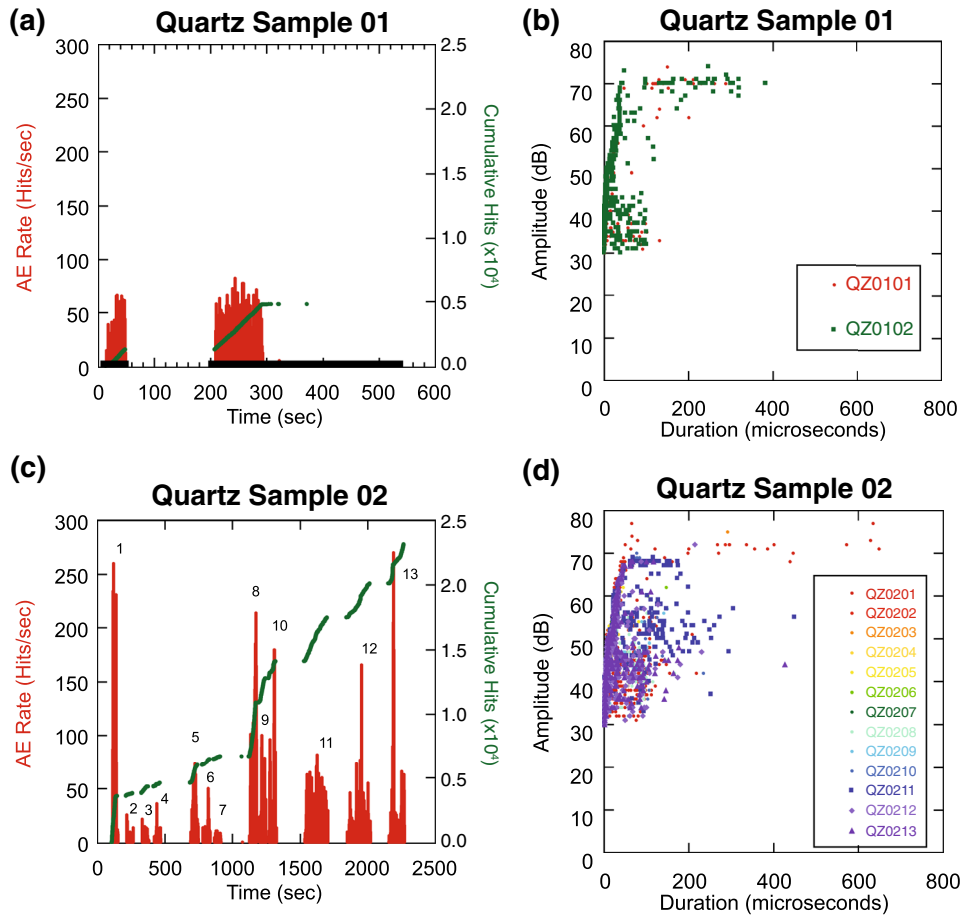 (a)
Quartz Sample 01
300
250
200
150
100
50
0
AE Rate (Hits/sec)
2.5
2.0
1.5
1.0
0.5
0.0
Cumulative Hits (x10⁴)
0 100 200 300 400 500 600
Time (sec)
(b)
Quartz Sample 01
80
70
60
50
40
30
20
10
0
Amplitude (dB)
QZ0101
QZ0102
0 200 400 600 800
Duration (microseconds)
(c)
Quartz Sample 02
300
250
200
150
100
50
0
AE Rate (Hits/sec)
1
2
3
4
5
6
7
8
9
10
11
12
13
2.5
2.0
1.5
1.0
0.5
0.0
Cumulative Hits (x10⁴)
0 500 1000 1500 2000 2500
Time (sec)
(d)
Quartz Sample 02
80
70
60
50
40
30
20
10
0
Amplitude (dB)
QZ0201
QZ0202
QZ0203
QZ0204
QZ0205
QZ0206
QZ0207
QZ0208
QZ0209
QZ0210
QZ0211
QZ0212
QZ0213
0 200 400 600 800
Duration (microseconds)